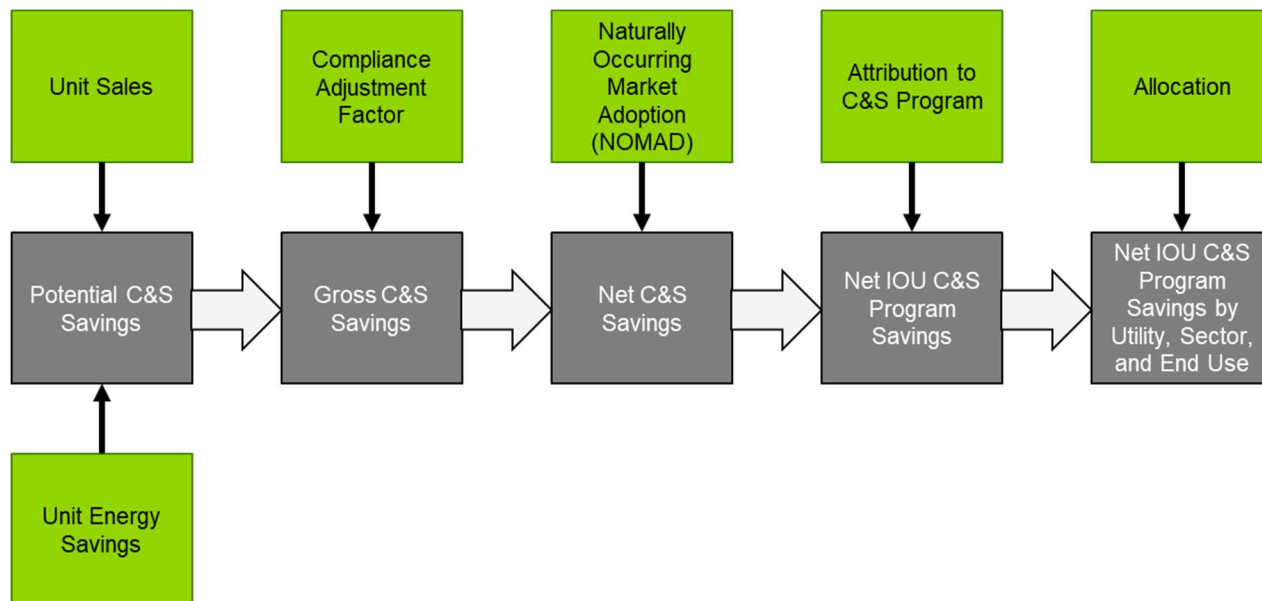 Unit Sales
Compliance
Adjustment
Factor
Naturally
Occurring
Market
Adoption
(NOMAD)
Attribution to
C&S Program
Allocation
Potential C&S
Savings
Gross C&S
Savings
Net C&S
Savings
Net IOU C&S
Program
Savings
Net IOU C&S
Program
Savings by
Utility, Sector,
and End Use
Unit Energy
Savings